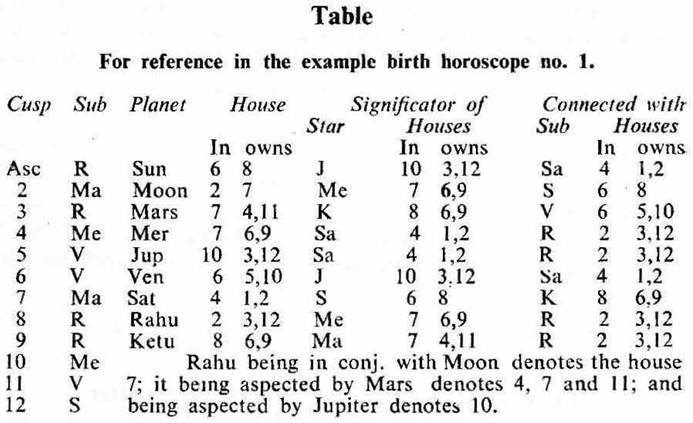 Table
For reference in the example birth horoscope no. 1.
Cusp Sub Planet House Significator of Connected with
Star Houses Sub Houses
In owns In owns In owns
Asc R Sun 6 8 J 10 3,12 Sa 4 1,2
2 Ma Moon 2 7 Me 7 6,9 S 6 8
3 R Mars 7 4,11 K 8 6,9 V 6 5,10
4 Me Mer 7 6,9 Sa 4 1,2 R 2 3,12
5 V Jup 10 3,12 Sa 4 1,2 R 2 3,12
6 V Ven 6 5,10 J 10 3,12 Sa 4 1,2
7 Ma Sat 4 1,2 S 6 8 K 8 6,9
8 R Rahu 2 3,12 Me 7 6,9 R 2 3,12
9 R Ketu 8 6,9 Ma 7 4,11 R 2 3,12
10 Me Rahu being in conj. with Moon denotes the house
11 V 7; it being aspected by Mars denotes 4, 7 and 11; and
12 S being aspected by Jupiter denotes 10.